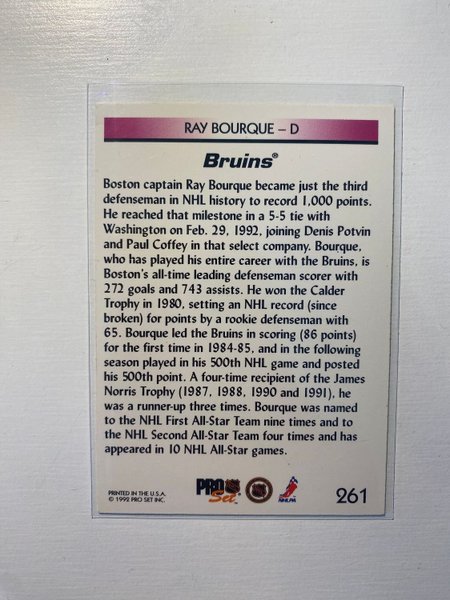 RAY BOURQUE – D
Bruins®
Boston captain Ray Bourque became just the third
defenseman in NHL history to record 1,000 points.
He reached that milestone in a 5-5 tie with
Washington on Feb. 29, 1992, joining Denis Potvin
and Paul Coffey in that select company. Bourque,
who has played his entire career with the Bruins, is
Boston's all-time leading defenseman scorer with
272 goals and 743 assists. He won the Calder
Trophy in 1980, setting an NHL record (since
broken) for points by a rookie defenseman with
65. Bourque led the Bruins in scoring (86 points)
for the first time in 1984-85, and in the following
season played in his 500th NHL game and posted
his 500th point. A four-time recipient of the James
Norris Trophy (1987, 1988, 1990 and 1991), he
was a runner-up three times. Bourque was named
to the NHL First All-Star Team nine times and to
the NHL Second All-Star Team four times and has
appeared in 10 NHL All-Star games.
PRINTED IN THE U.S.A.
© 1992 PRO SET INC.
PRO Set
NHLPA
261